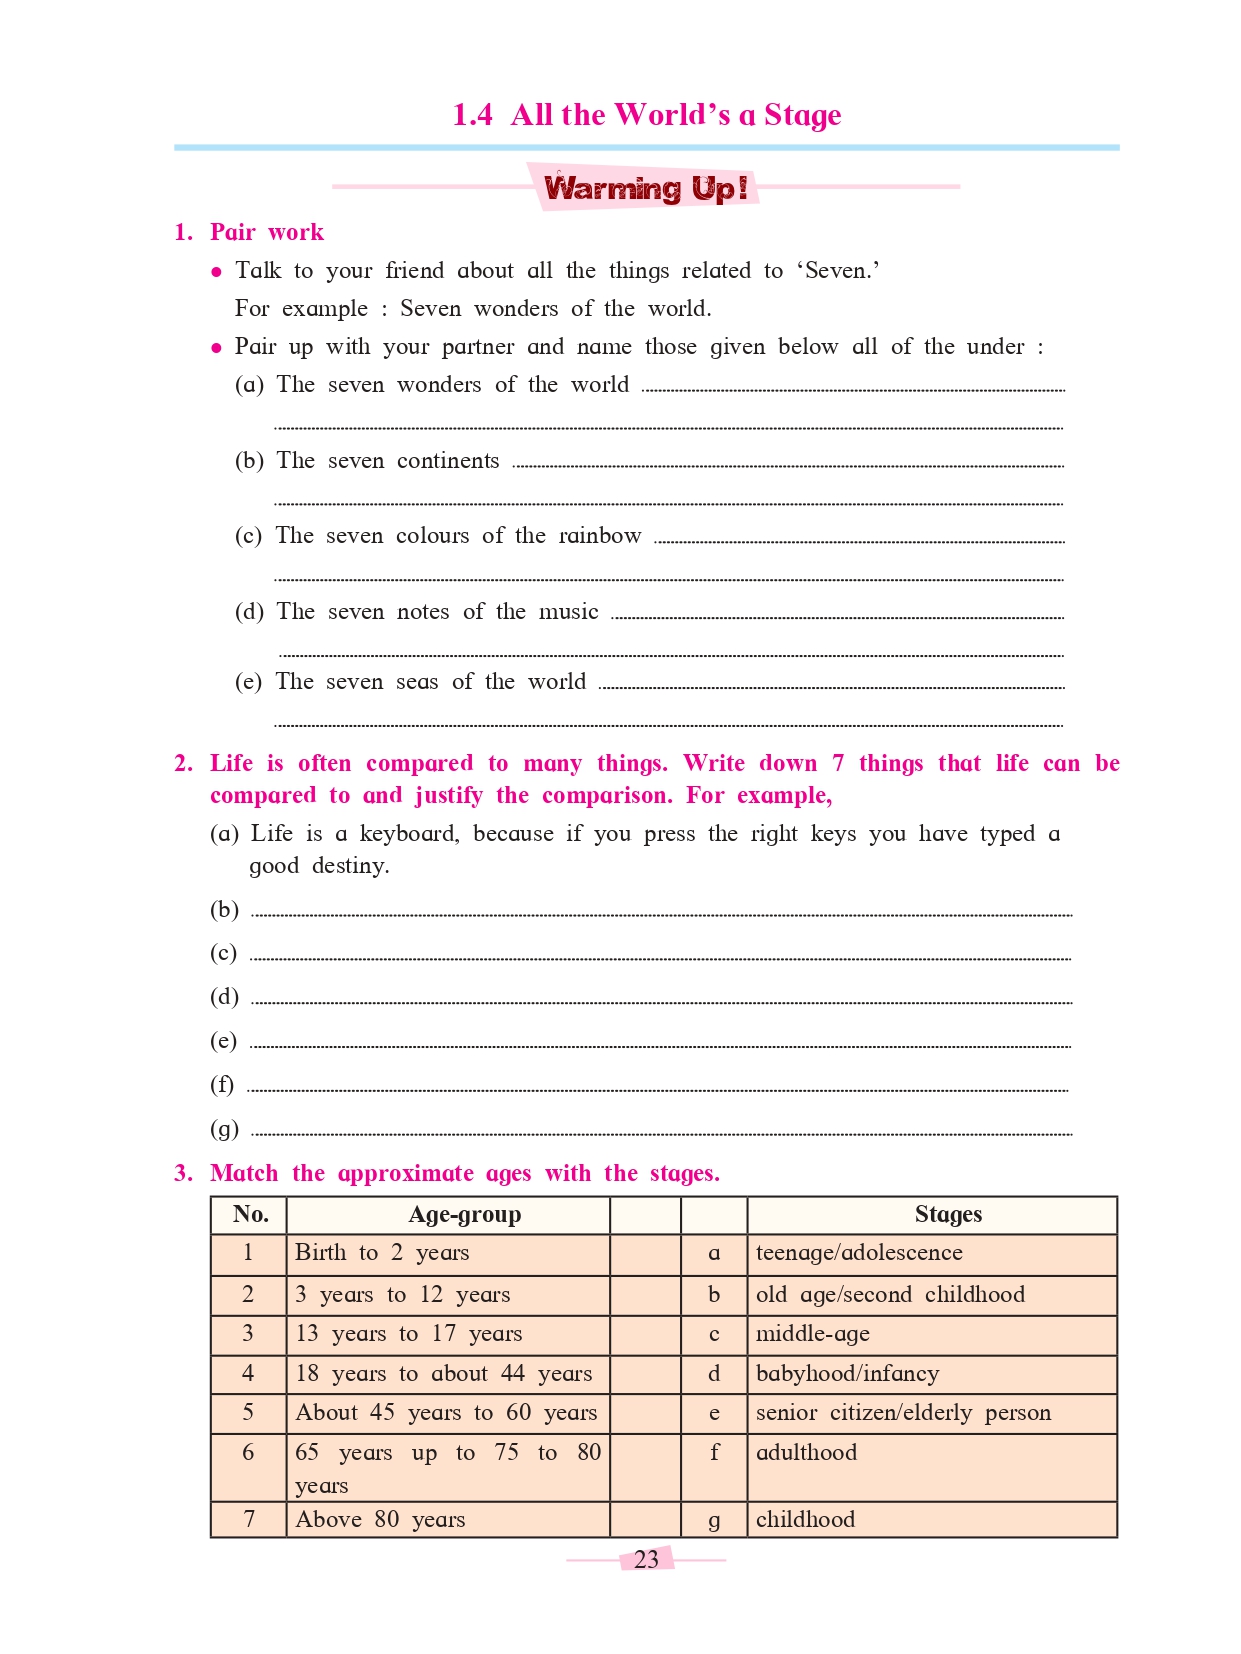 1.4 All the World’s a Stage
Warming Up!
1. Pair work
● Talk to your friend about all the things related to ‘Seven.’
For example : Seven wonders of the world.
● Pair up with your partner and name those given below all of the under :
(a) The seven wonders of the world
(b) The seven continents
(c) The seven colours of the rainbow
(d) The seven notes of the music
(e) The seven seas of the world
2. Life is often compared to many things. Write down 7 things that life can be
compared to and justify the comparison. For example,
(a) Life is a keyboard, because if you press the right keys you have typed a
good destiny.
(b)
(c)
(d)
(e)
(f)
(g)
3. Match the approximate ages with the stages.
No. Age-group Stages
1 Birth to 2 years a teenage/adolescence
2 3 years to 12 years b old age/second childhood
3 13 years to 17 years c middle-age
4 18 years to about 44 years d babyhood/infancy
5 About 45 years to 60 years e senior citizen/elderly person
6 65 years up to 75 to 80 f adulthood
years
7 Above 80 years g childhood
23